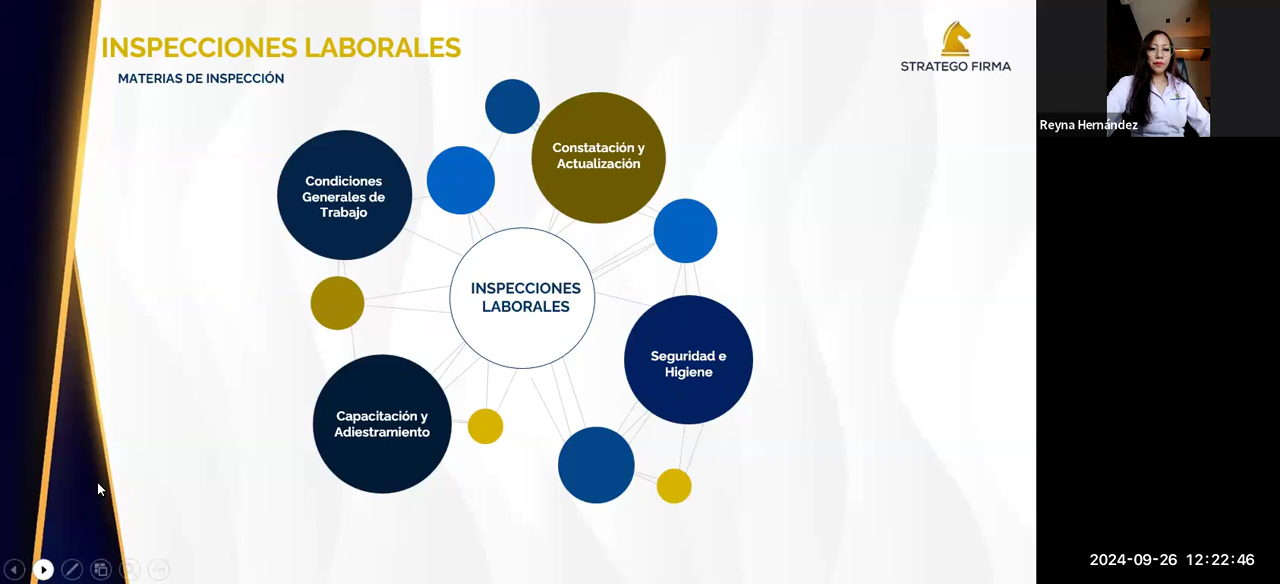 INSPECCIONES LABORALES
MATERIAS DE INSPECCIÓN
STRATEGO FIRMA
Reyna Hernández
Constatación y
Actualización
Condiciones
Generales de
Trabajo
INSPECCIONES
LABORALES
Seguridad e
Higiene
Capacitación y
Adiestramiento
2024-09-26 12:22:46